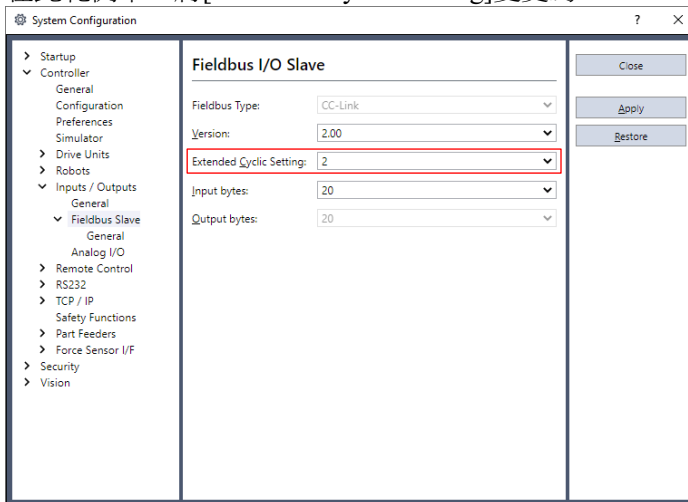 System Configuration
? ×
Startup
Controller
General
Configuration
Preferences
Simulator
Drive Units
Robots
Inputs / Outputs
General
Fieldbus Slave
General
Analog I/O
Remote Control
RS232
TCP / IP
Safety Functions
Part Feeders
Force Sensor I/F
Security
Vision
Fieldbus I/O Slave
Fieldbus Type: CC-Link
Version: 2.00
Extended Cyclic Setting: 2
Input bytes: 20
Output bytes: 20
Close
Apply
Restore